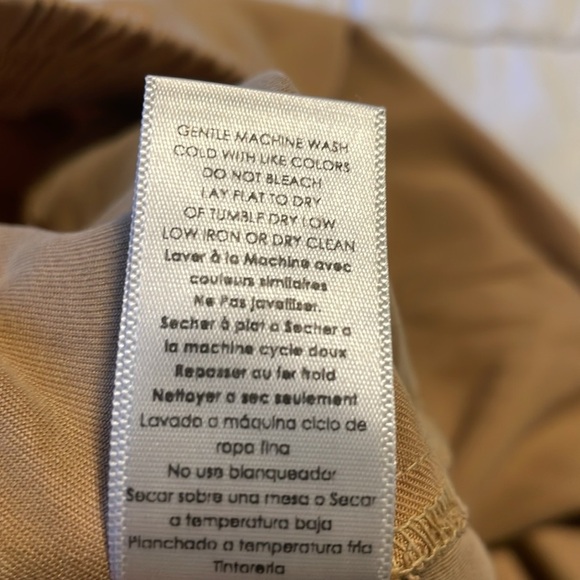 GENTLE MACHINE WASH
COLD WITH LIKE COLORS
DO NOT BLEACH
LAY FLAT TO DRY
OF TUMBLE DRY LOW
LOW IRON OR DRY CLEAN
Laver à la Machine avec
couleurs similaires
Ne Pas javelliser.
Secher à plat o Secher a
la machine cycle doux
Repasser au fer froid
Nettoyer a sec seulement
Lavado a máquina ciclo de
ropa fina
No uso blanqueador
Secar sobre una mesa o Secar
a temperatura baja
Planchado a temperatura fria
Tintoreria